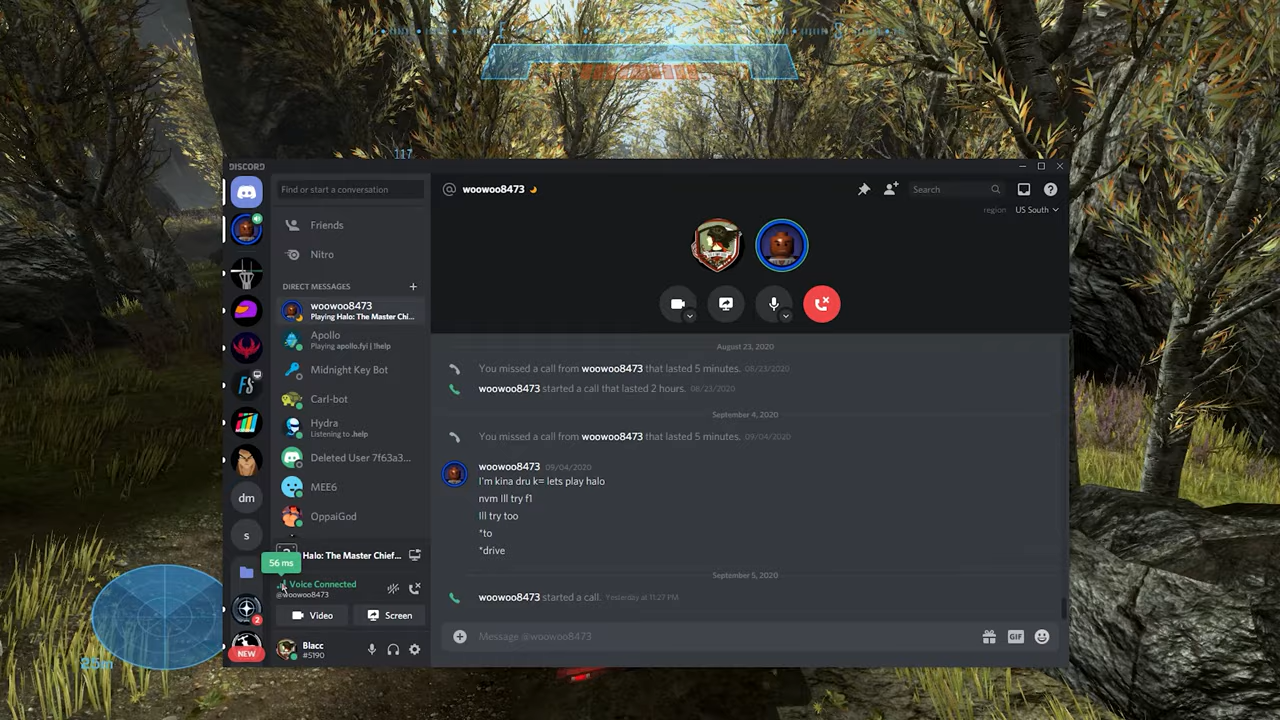 117
DISCORD
Find or start a conversation
Friends
Nitro
DIRECT MESSAGES
woowoo8473
Playing Halo: The Master Chi...
Apollo
Playing apollo.fyi | !help
Midnight Key Bot
Carl-bot
Hydra
Listening to .help
Deleted User 7f63a3...
MEE6
OppaiGod
Halo: The Master Chief...
56 ms
Voice Connected
@woowoo8473
Video
Screen
Blacc
#5190
FS
dm
s
2
NEW
25m
@ woowoo8473
Search
region
US South
August 23, 2020
You missed a call from woowoo8473 that lasted 5 minutes. 08/23/2020
woowoo8473 started a call that lasted 2 hours. 08/23/2020
September 4, 2020
You missed a call from woowoo8473 that lasted 5 minutes. 09/04/2020
woowoo8473 09/04/2020
I'm kina dru k= lets play halo
nvm Ill try f1
Ill try too
*to
*drive
September 5, 2020
woowoo8473 started a call. Yesterday at 11:27 PM
Message @woowoo8473
GIF